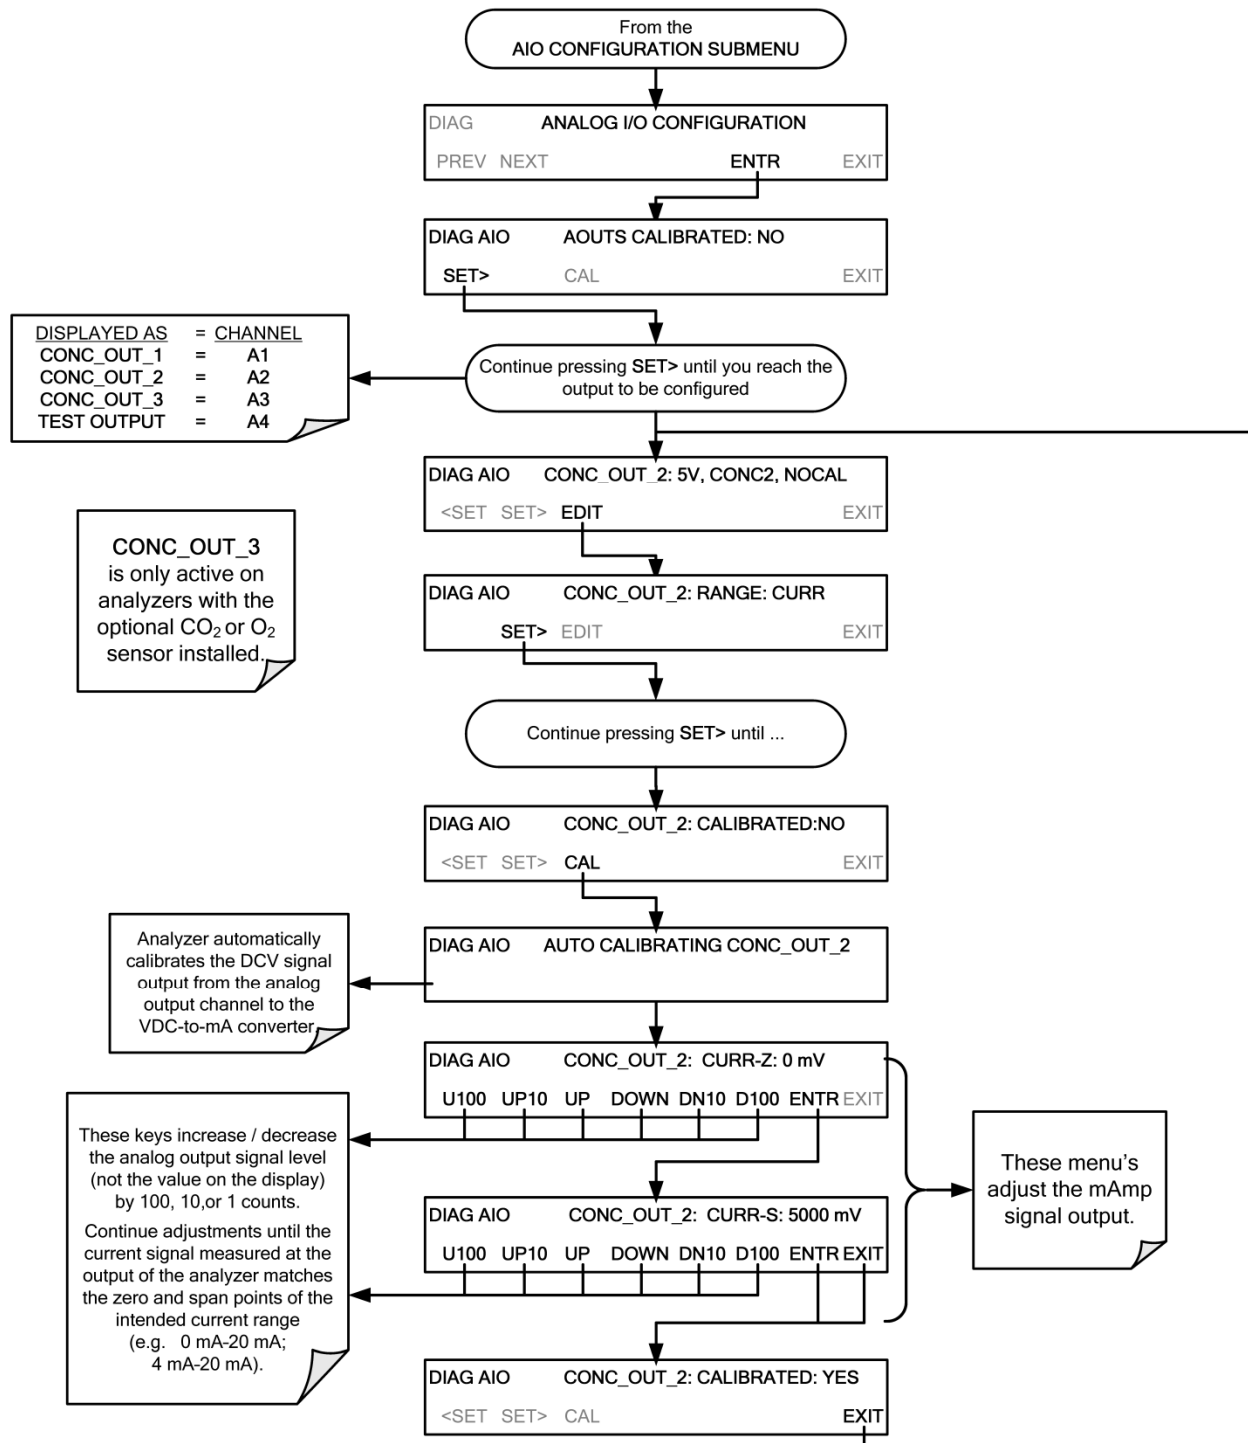 From the
AIO CONFIGURATION SUBMENU
DIAG ANALOG I/O CONFIGURATION
PREV NEXT ENTR EXIT
DIAG AIO AOUTS CALIBRATED: NO
SET> CAL EXIT
DISPLAYED AS = CHANNEL
CONC_OUT_1 = A1
CONC_OUT_2 = A2
CONC_OUT_3 = A3
TEST OUTPUT = A4
Continue pressing SET> until you reach the
output to be configured
DIAG AIO CONC_OUT_2: 5V, CONC2, NOCAL
<SET SET> EDIT EXIT
CONC_OUT_3
is only active on
analyzers with the
optional CO2 or O2
sensor installed.
DIAG AIO CONC_OUT_2: RANGE: CURR
SET> EDIT EXIT
Continue pressing SET> until ...
DIAG AIO CONC_OUT_2: CALIBRATED:NO
<SET SET> CAL EXIT
Analyzer automatically
calibrates the DCV signal
output from the analog
output channel to the
VDC-to-mA converter.
DIAG AIO AUTO CALIBRATING CONC_OUT_2
DIAG AIO CONC_OUT_2: CURR-Z: 0 mV
U100 UP10 UP DOWN DN10 D100 ENTR EXIT
These keys increase / decrease
the analog output signal level
(not the value on the display)
by 100, 10,or 1 counts.
Continue adjustments until the
current signal measured at the
output of the analyzer matches
the zero and span points of the
intended current range
(e.g. 0 mA-20 mA;
4 mA-20 mA).
These menu's
adjust the mAmp
signal output.
DIAG AIO CONC_OUT_2: CURR-S: 5000 mV
U100 UP10 UP DOWN DN10 D100 ENTR EXIT
DIAG AIO CONC_OUT_2: CALIBRATED: YES
<SET SET> CAL EXIT